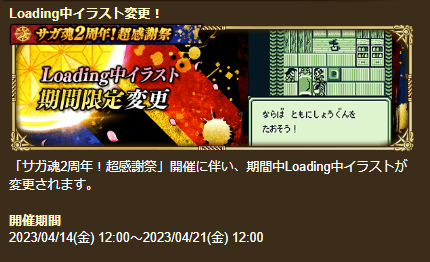 Loading中イラスト変更！
サガ魂2周年！超感謝祭
Loading中イラスト
期間限定変更
ならば ともにしょうぐんを
たおそう！
「サガ魂2周年！超感謝祭」開催に伴い、期間中Loading中イラストが
変更されます。
開催期間
2023/04/14(金) 12:00～2023/04/21(金) 12:00